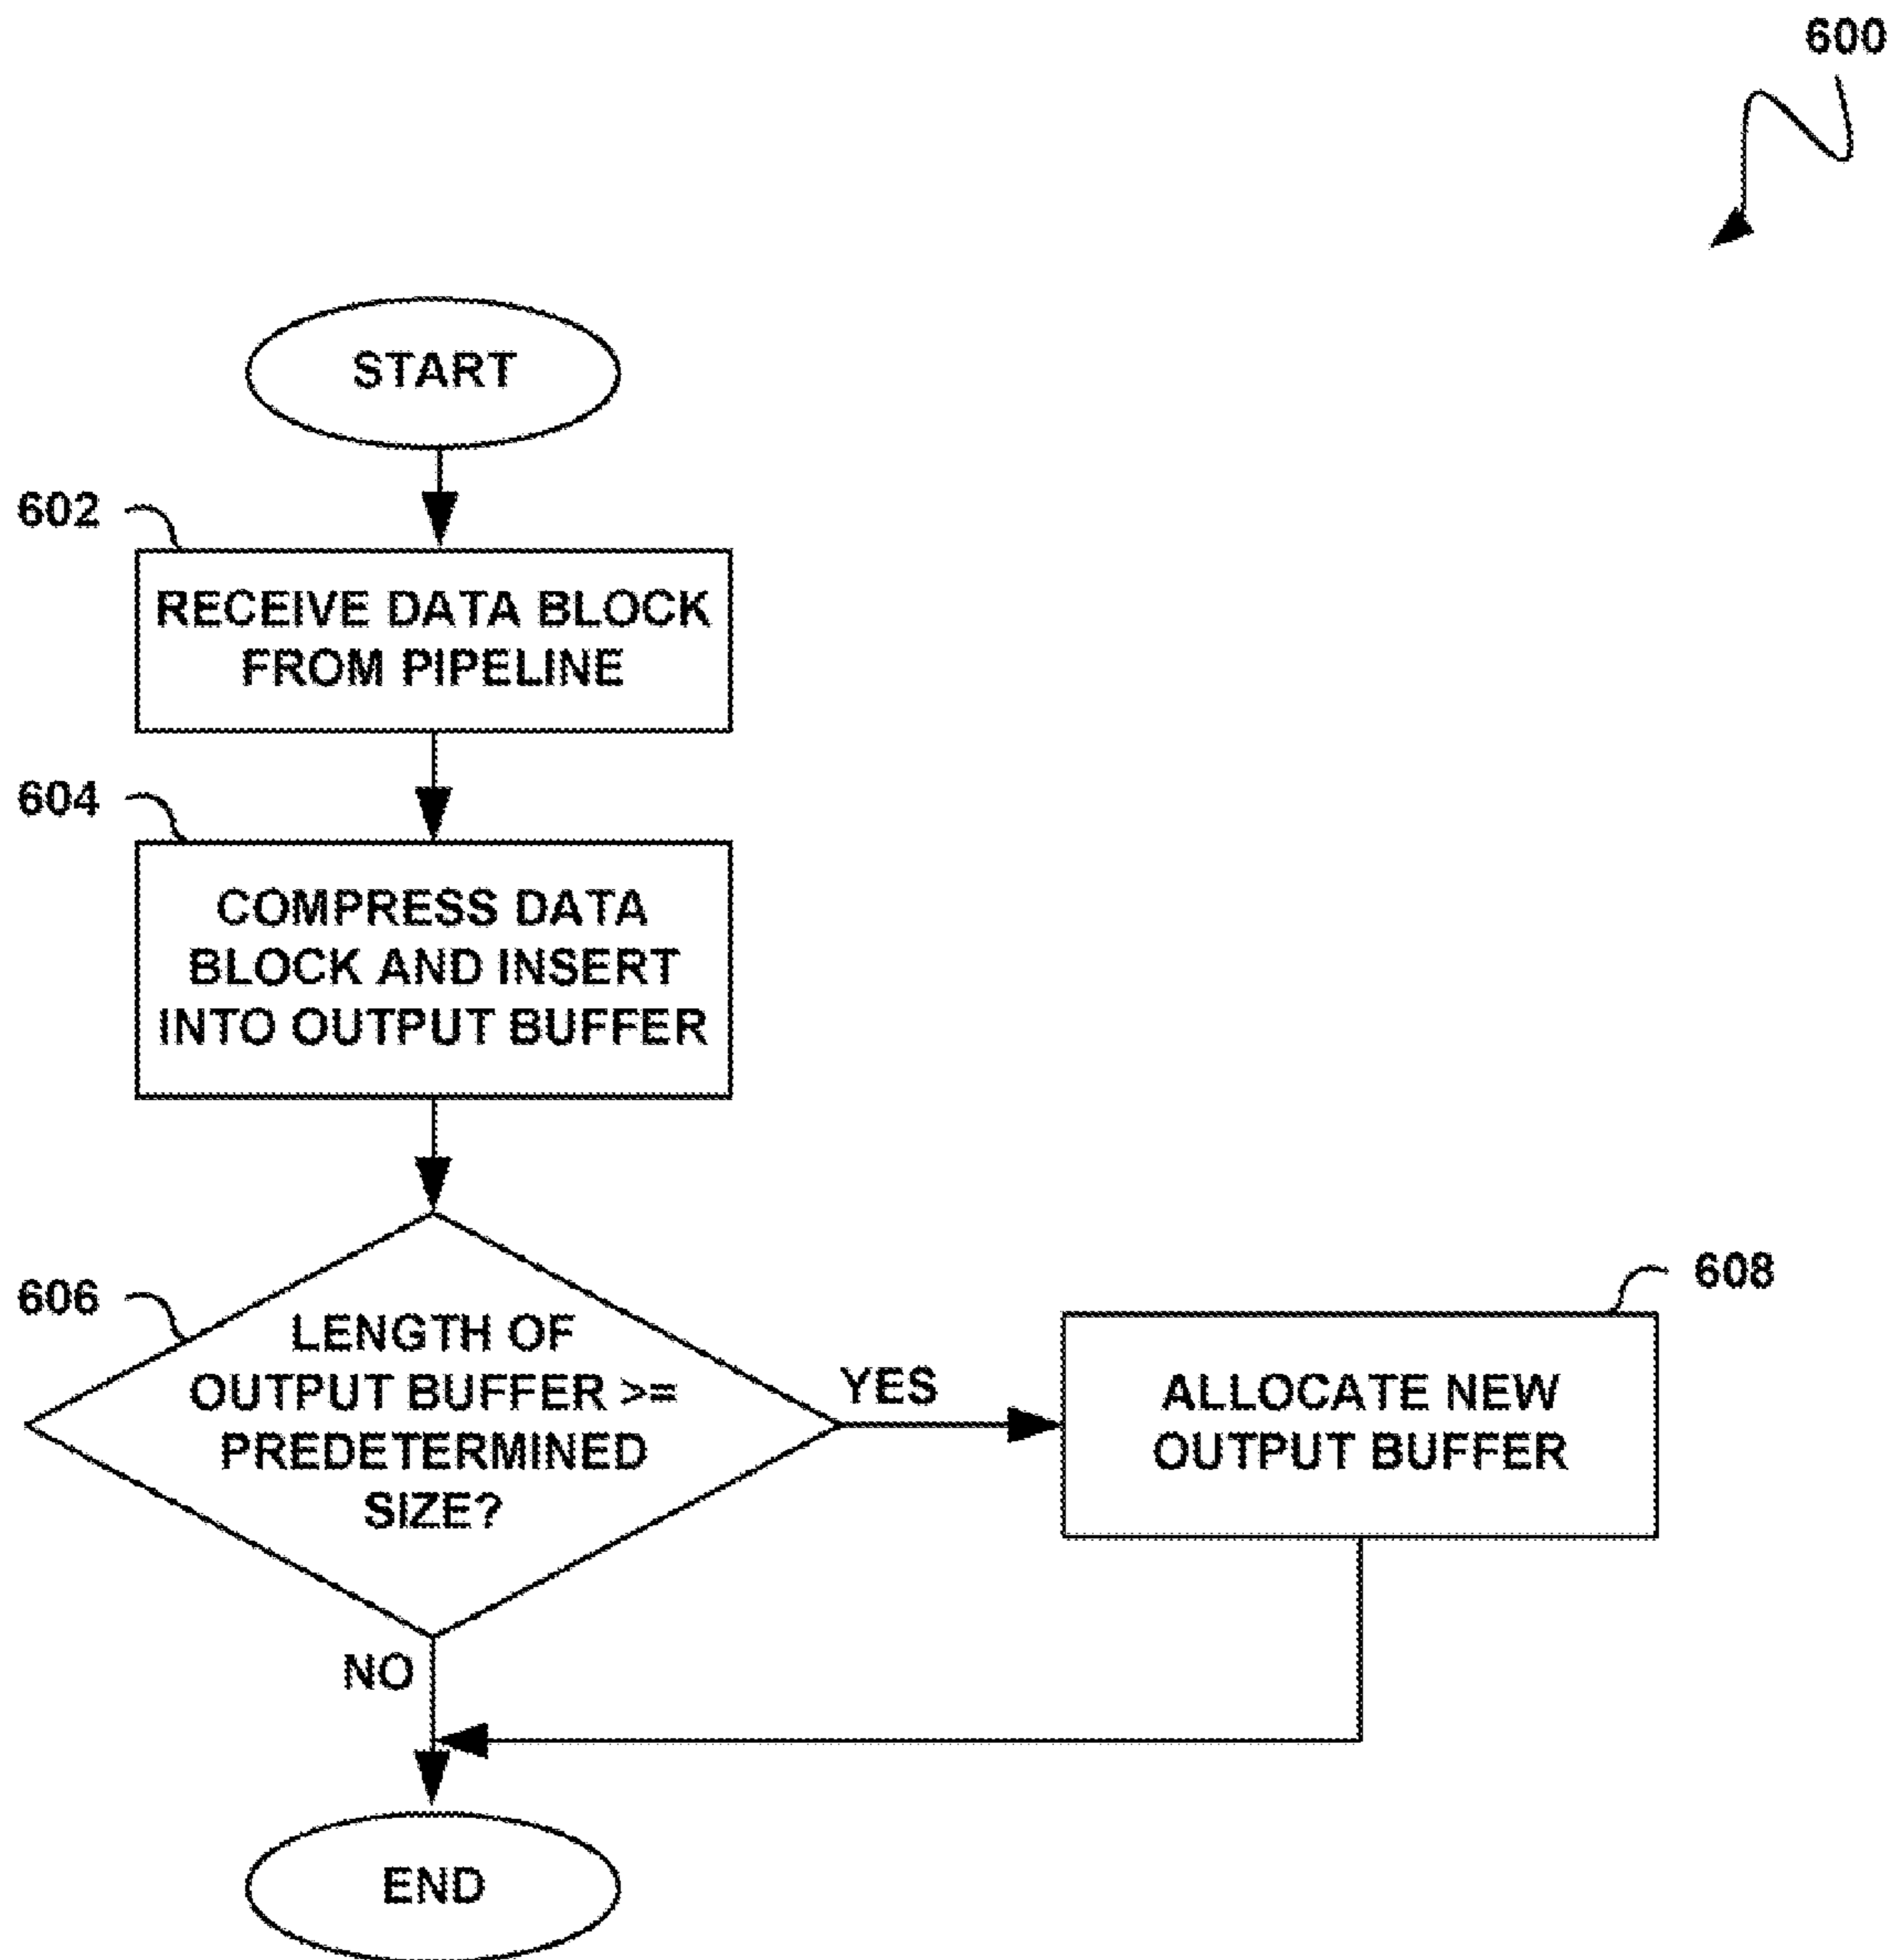 600
START
602
RECEIVE DATA BLOCK
FROM PIPELINE
604
COMPRESS DATA
BLOCK AND INSERT
INTO OUTPUT BUFFER
606
LENGTH OF
OUTPUT BUFFER >=
PREDETERMINED
SIZE?
YES
608
ALLOCATE NEW
OUTPUT BUFFER
NO
END